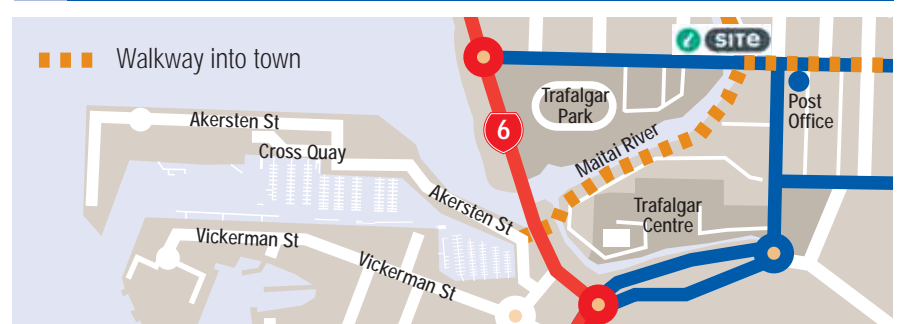 Walkway into town
i SITE
Trafalgar
Park
Post
Office
Akersten St
Cross Quay
6
Maitai River
Akersten St
Trafalgar
Centre
Vickerman St
Vickerman St